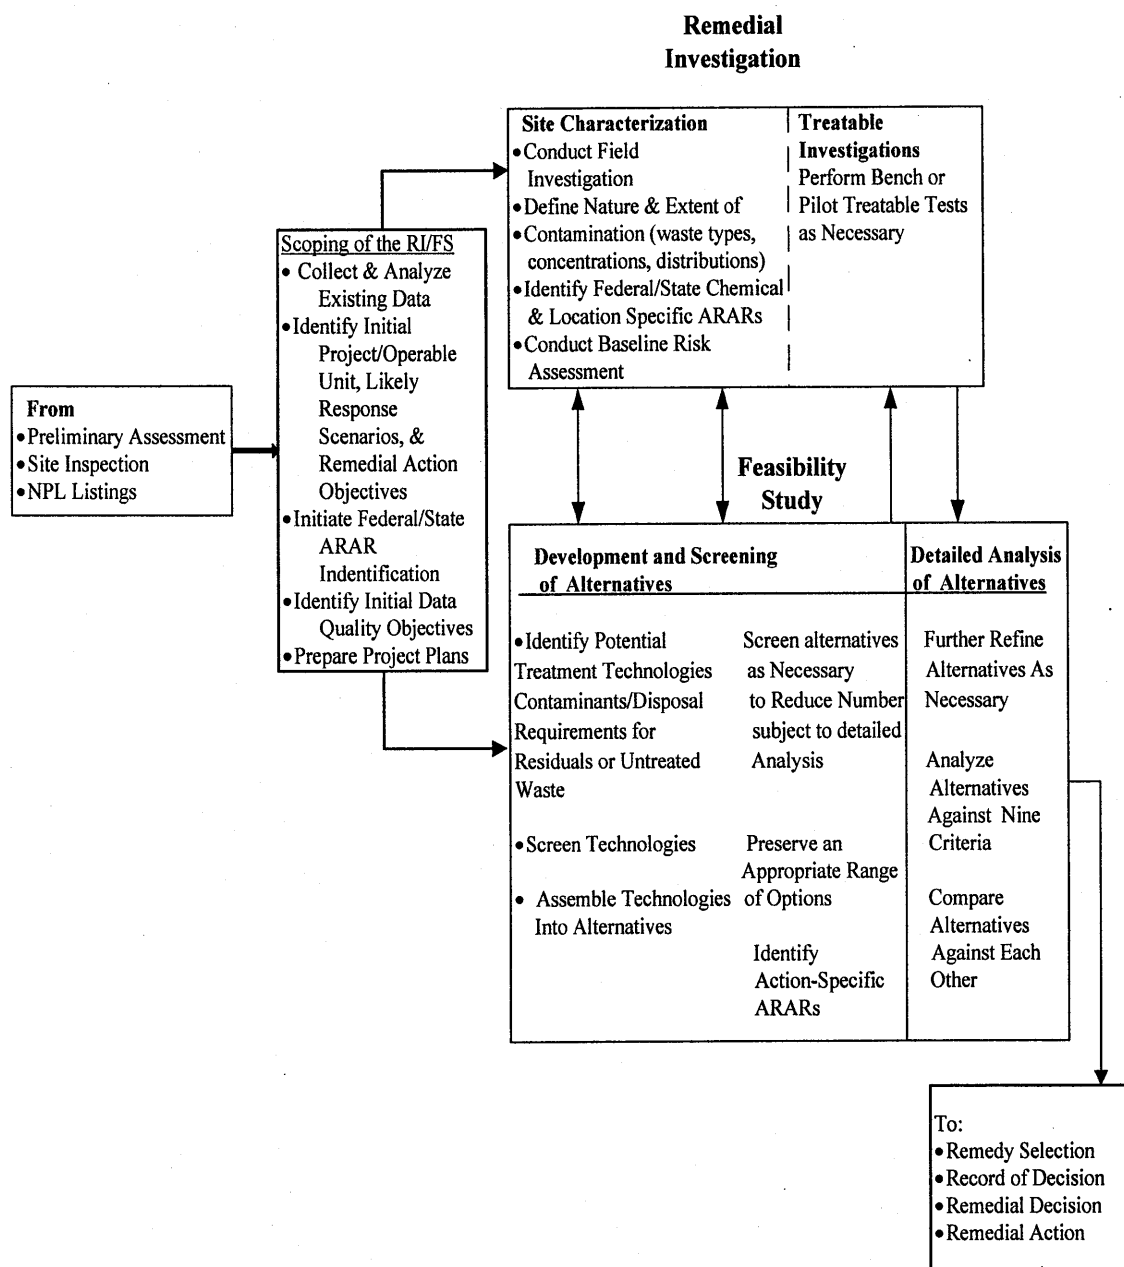 Remedial
Investigation
Site Characterization
•Conduct Field
Investigation
•Define Nature & Extent of
•Contamination (waste types,
concentrations, distributions)
•Identify Federal/State Chemical
& Location Specific ARARs
•Conduct Baseline Risk
Assessment
Treatable
Investigations
Perform Bench or
Pilot Treatable Tests
as Necessary
Scoping of the RI/FS
• Collect & Analyze
Existing Data
•Identify Initial
Project/Operable
Unit, Likely
Response
Scenarios, &
Remedial Action
Objectives
•Initiate Federal/State
ARAR
Indentification
•Identify Initial Data
Quality Objectives
•Prepare Project Plans
From
•Preliminary Assessment
•Site Inspection
•NPL Listings
Feasibility
Study
Development and Screening
of Alternatives
•Identify Potential
Treatment Technologies
Contaminants/Disposal
Requirements for
Residuals or Untreated
Waste
•Screen Technologies
• Assemble Technologies
Into Alternatives
Screen alternatives
as Necessary
to Reduce Number
subject to detailed
Analysis
Preserve an
Appropriate Range
of Options
Identify
Action-Specific
ARARs
Detailed Analysis
of Alternatives
Further Refine
Alternatives As
Necessary
Analyze
Alternatives
Against Nine
Criteria
Compare
Alternatives
Against Each
Other
To:
•Remedy Selection
•Record of Decision
•Remedial Decision
•Remedial Action